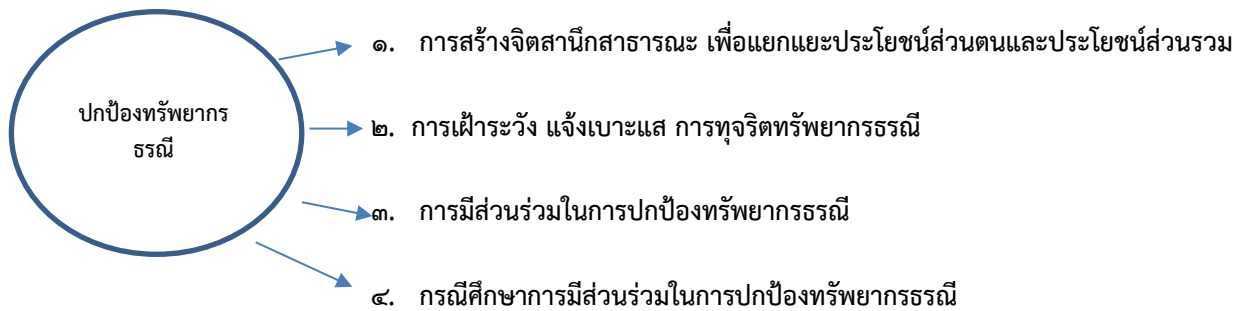 ปกป้องทรัพยากร
ธรณี
๑. การสร้างจิตสานึกสาธารณะ เพื่อแยกแยะประโยชน์ส่วนตนและประโยชน์ส่วนรวม
๒. การเฝ้าระวัง แจ้งเบาะแส การทุจริตทรัพยากรธรณี
๓. การมีส่วนร่วมในการปกป้องทรัพยากรธรณี
๔. กรณีศึกษาการมีส่วนร่วมในการปกป้องทรัพยากรธรณี